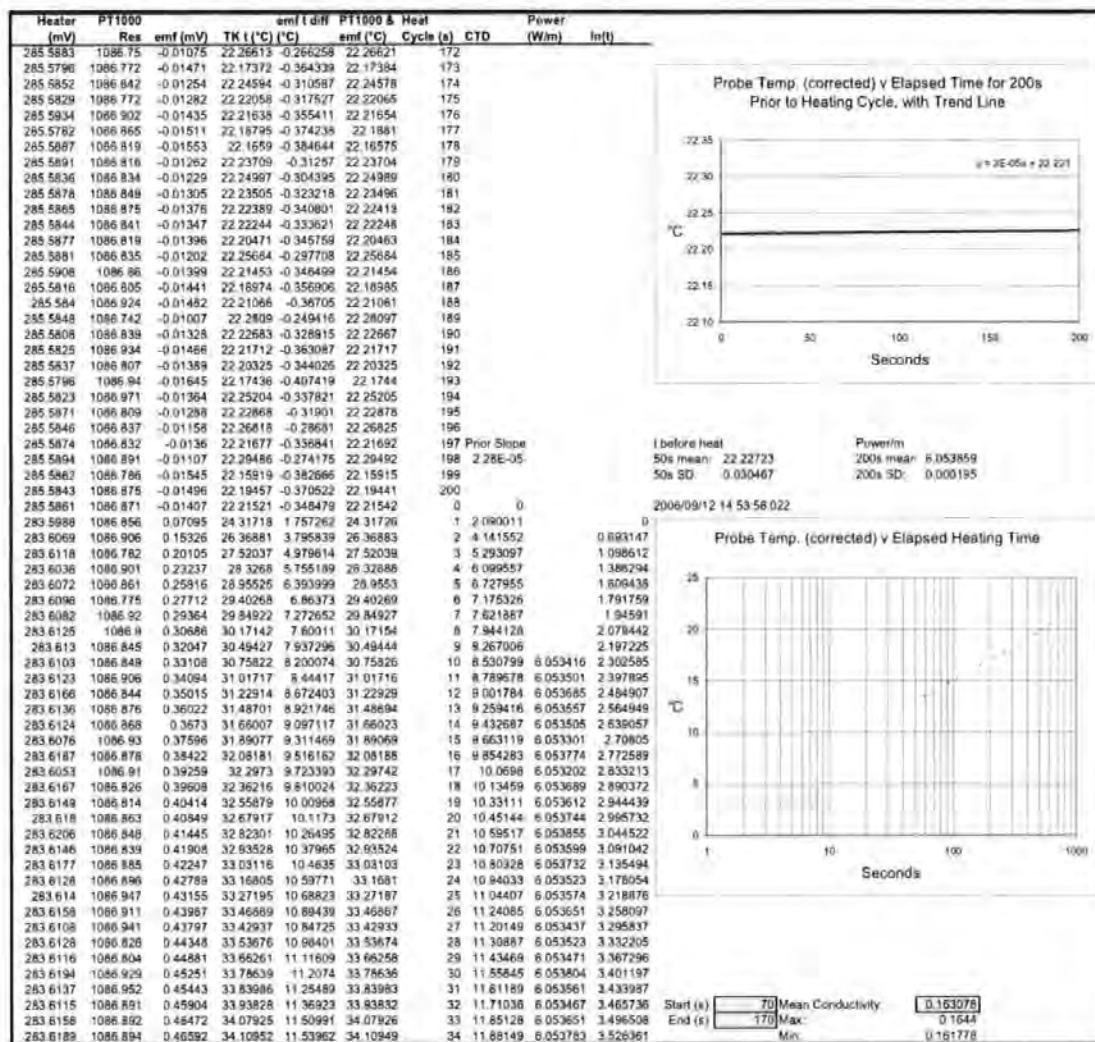 Heater PT1000 emf t diff PT1000 & Heat Power
(mV) Res emf (mV) TK t (°C) (°C) emf (°C) Cycle (s) CTD (W/m) ln(t)
285.5883 1086.75 -0.01075 22.26613 -0.266258 22.26621 172
285.5796 1086.772 -0.01471 22.17372 -0.364339 22.17384 173
285.5852 1086.842 -0.01254 22.24594 -0.310587 22.24578 174
285.5829 1086.772 -0.01282 22.22058 -0.317527 22.22065 175
285.5934 1086.902 -0.01435 22.21638 -0.355411 22.21654 176
285.5762 1086.865 -0.01511 22.18795 -0.374238 22.1881 177
285.5887 1086.819 -0.01553 22.1659 -0.384644 22.16575 178
285.5891 1086.816 -0.01262 22.23709 -0.31257 22.23704 179
285.5836 1086.834 -0.01229 22.24997 -0.304395 22.24989 180
285.5878 1086.849 -0.01305 22.23505 -0.323218 22.23496 181
285.5865 1086.875 -0.01376 22.22389 -0.340801 22.22413 182
285.5844 1086.841 -0.01347 22.22244 -0.333621 22.22248 183
285.5877 1086.819 -0.01396 22.20471 -0.345759 22.20463 184
285.5881 1086.835 -0.01202 22.25664 -0.297708 22.25684 185
285.5908 1086.86 -0.01399 22.21453 -0.346499 22.21454 186
285.5816 1086.805 -0.01441 22.18974 -0.356906 22.18985 187
285.584 1086.924 -0.01482 22.21066 -0.36705 22.21061 188
285.5848 1086.742 -0.01007 22.2809 -0.249416 22.28097 189
285.5808 1086.839 -0.01328 22.22683 -0.328915 22.22667 190
285.5825 1086.934 -0.01466 22.21712 -0.363087 22.21717 191
285.5837 1086.807 -0.01389 22.20325 -0.344026 22.20325 192
285.5796 1086.94 -0.01645 22.17436 -0.407419 22.1744 193
285.5823 1086.971 -0.01364 22.25204 -0.337821 22.25205 194
285.5871 1086.809 -0.01288 22.22868 -0.31901 22.22878 195
285.5846 1086.837 -0.01158 22.26818 -0.28681 22.26825 196
285.5874 1086.832 -0.0136 22.21677 -0.336841 22.21692 197 Prior Slope
285.5894 1086.891 -0.01107 22.29486 -0.274175 22.29492 198 2.28E-05
285.5862 1086.786 -0.01545 22.15919 -0.382666 22.15915 199
285.5843 1086.875 -0.01496 22.19457 -0.370522 22.19441 200
285.5861 1086.871 -0.01407 22.21521 -0.348479 22.21542 0 0
283.5988 1086.856 0.07095 24.31718 1.757262 24.31726 1 2.090011 0
283.6069 1086.906 0.15326 26.36881 3.795839 26.36883 2 4.141552 0.693147
283.6118 1086.782 0.20105 27.52037 4.979614 27.52039 3 5.293097 1.098612
283.6036 1086.901 0.23237 28.3268 5.755189 28.32688 4 6.099557 1.386294
283.6072 1086.861 0.25816 28.95525 6.393999 28.9553 5 6.727955 1.609438
283.6096 1086.775 0.27712 29.40268 6.86373 29.40269 6 7.175326 1.791759
283.6082 1086.92 0.29364 29.84922 7.272652 29.84927 7 7.621887 1.94591
283.6125 1086.9 0.30686 30.17142 7.60011 30.17154 8 7.944128 2.079442
283.613 1086.845 0.32047 30.49427 7.937296 30.49444 9 8.267006 2.197225
283.6103 1086.849 0.33108 30.75822 8.200074 30.75826 10 8.530799 6.053416 2.302585
283.6123 1086.906 0.34094 31.01717 8.44417 31.01716 11 8.789678 6.053501 2.397895
283.6166 1086.844 0.35015 31.22914 8.672403 31.22929 12 9.001784 6.053685 2.484907
283.6136 1086.876 0.36022 31.48701 8.921746 31.48694 13 9.259416 6.053557 2.564949
283.6124 1086.868 0.3673 31.66007 9.097117 31.66023 14 9.432687 6.053505 2.639057
283.6076 1086.93 0.37596 31.89077 9.311469 31.89069 15 9.663119 6.053301 2.70805
283.6187 1086.878 0.38422 32.08181 9.516162 32.08188 16 9.854283 6.053774 2.772589
283.6053 1086.91 0.39259 32.2973 9.723393 32.29742 17 10.0698 6.053202 2.833213
283.6167 1086.826 0.39608 32.36216 9.810024 32.36223 18 10.13459 6.053689 2.890372
283.6149 1086.814 0.40414 32.55879 10.00968 32.55877 19 10.33111 6.053612 2.944439
283.618 1086.863 0.40849 32.67917 10.1173 32.67912 20 10.45144 6.053744 2.995732
283.6206 1086.848 0.41445 32.82301 10.26495 32.82288 21 10.59517 6.053855 3.044522
283.6146 1086.839 0.41908 32.93528 10.37965 32.93524 22 10.70751 6.053599 3.091042
283.6177 1086.885 0.42247 33.03116 10.4635 33.03103 23 10.80328 6.053732 3.135494
283.6128 1086.896 0.42789 33.16805 10.59771 33.1681 24 10.94033 6.053523 3.178054
283.614 1086.947 0.43155 33.27195 10.68823 33.27187 25 11.04407 6.053574 3.218876
283.6158 1086.911 0.43987 33.46869 10.89439 33.46867 26 11.24085 6.053651 3.258097
283.6108 1086.941 0.43797 33.42937 10.84725 33.42933 27 11.20149 6.053437 3.295837
283.6128 1086.828 0.44348 33.53676 10.98401 33.53674 28 11.30887 6.053523 3.332205
283.6116 1086.804 0.44881 33.66261 11.11609 33.66258 29 11.43469 6.053471 3.367296
283.6194 1086.929 0.45251 33.78639 11.2074 33.78636 30 11.55845 6.053804 3.401197
283.6137 1086.952 0.45443 33.83986 11.25489 33.83983 31 11.61189 6.053561 3.433987
283.6115 1086.891 0.45904 33.93828 11.36923 33.93832 32 11.71036 6.053467 3.465736
283.6158 1086.892 0.46472 34.07925 11.50991 34.07926 33 11.85128 6.053651 3.496508
283.6189 1086.894 0.46592 34.10952 11.53962 34.10949 34 11.88149 6.053783 3.526361
Probe Temp. (corrected) v Elapsed Time for 200s
Prior to Heating Cycle, with Trend Line
22.35
y = 2E-05x + 22.221
22.30
22.25
°C
22.20
22.15
22.10
0 50 100 150 200
Seconds
t before heat Power/m
50s mean: 22.22723 200s mean: 6.053859
50s SD: 0.030467 200s SD: 0.000195
2006/09/12 14 53:58 022
Probe Temp. (corrected) v Elapsed Heating Time
25
20
15
°C
10
5
0
1 10 100 1000
Seconds
Start (s) 70 Mean Conductivity: 0.163078
End (s) 170 Max: 0.1644
Min: 0.161778